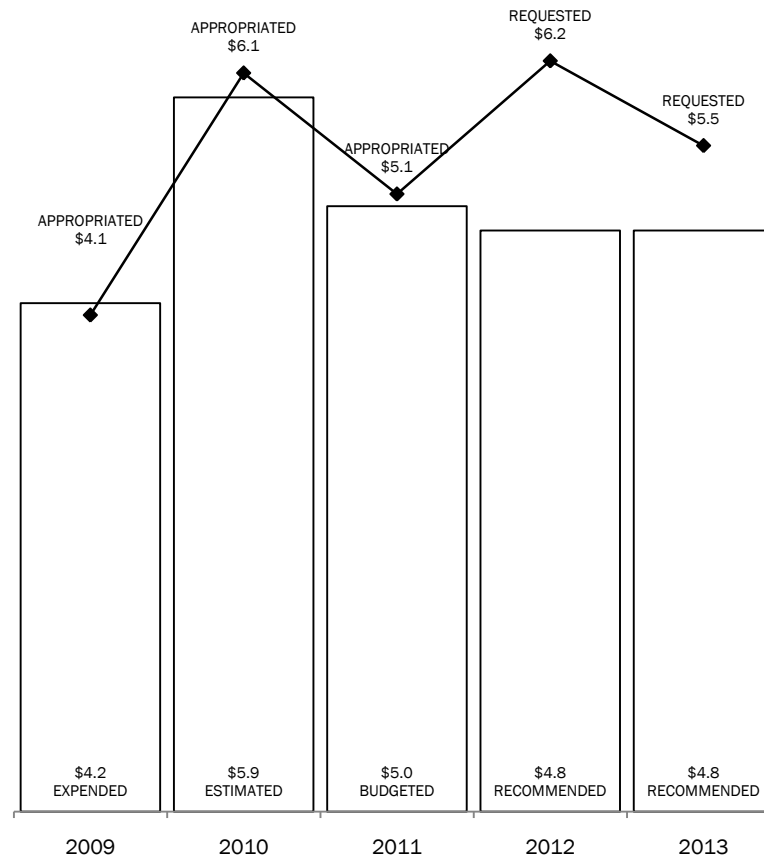 APPROPRIATED
$6.1
REQUESTED
$6.2
REQUESTED
$5.5
APPROPRIATED
$5.1
APPROPRIATED
$4.1
$4.2
EXPENDED
$5.9
ESTIMATED
$5.0
BUDGETED
$4.8
RECOMMENDED
$4.8
RECOMMENDED
2009
2010
2011
2012
2013